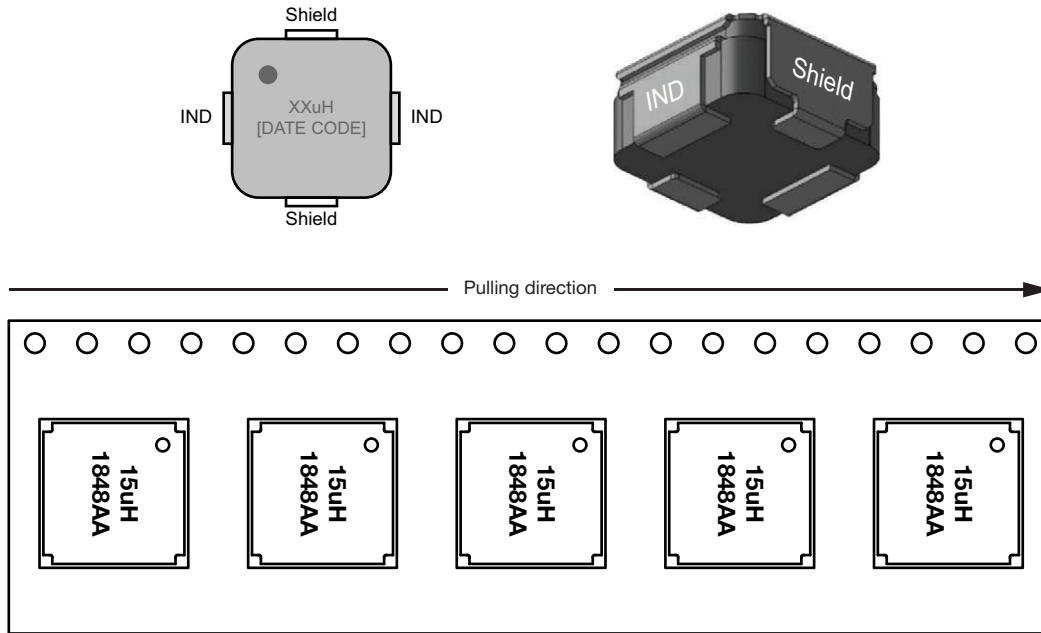 Shield
IND
XXuH
[DATE CODE]
IND
Shield
IND
Shield
Pulling direction
15uH
1848AA
15uH
1848AA
15uH
1848AA
15uH
1848AA
15uH
1848AA